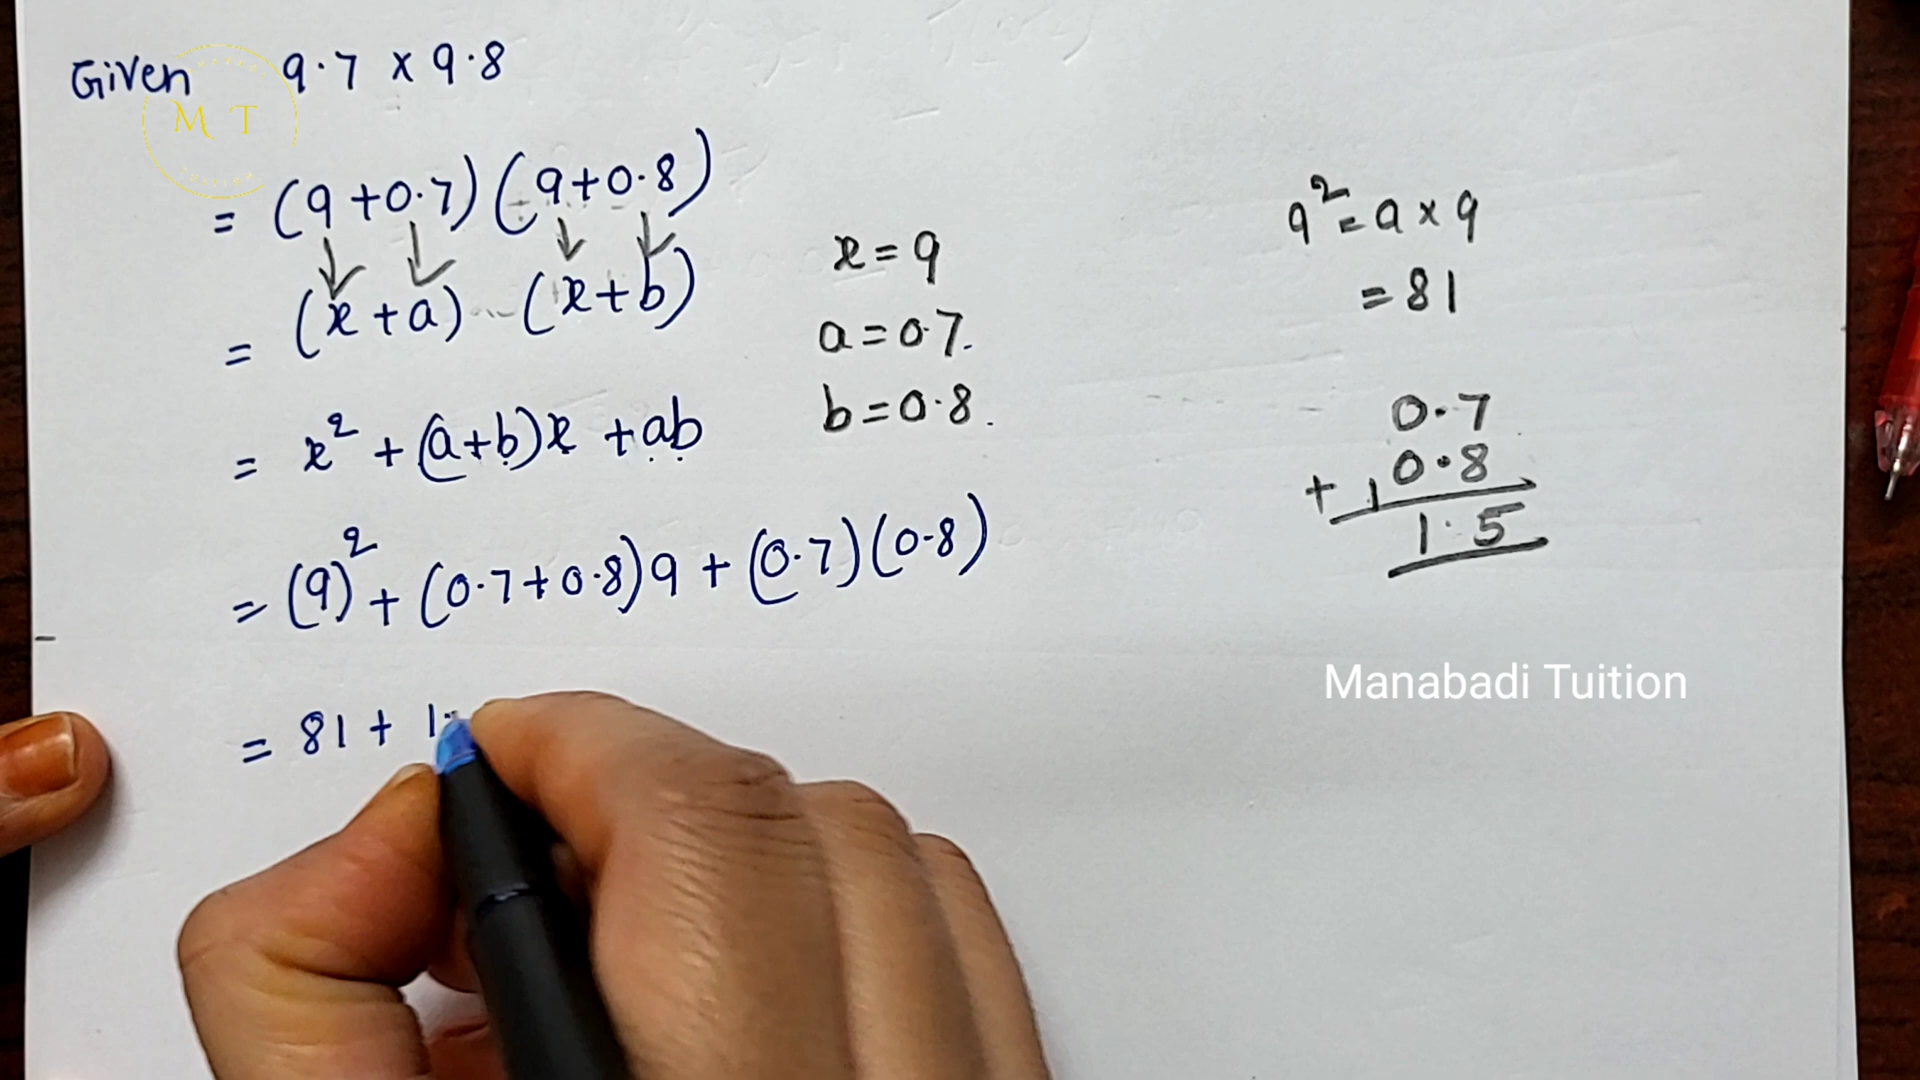 Given 9.7 × 9.8
M T
= (9+0.7)(9+0.8)
= (x+a) (x+b)
= x² + (a+b)x + ab
= (9)² + (0.7+0.8)9 + (0.7)(0.8)
= 81 + 1.
x = 9
a = 0.7.
b = 0.8.
9² = 9 × 9
= 81
0.7
+ 1 0.8
1.5
Manabadi Tuition